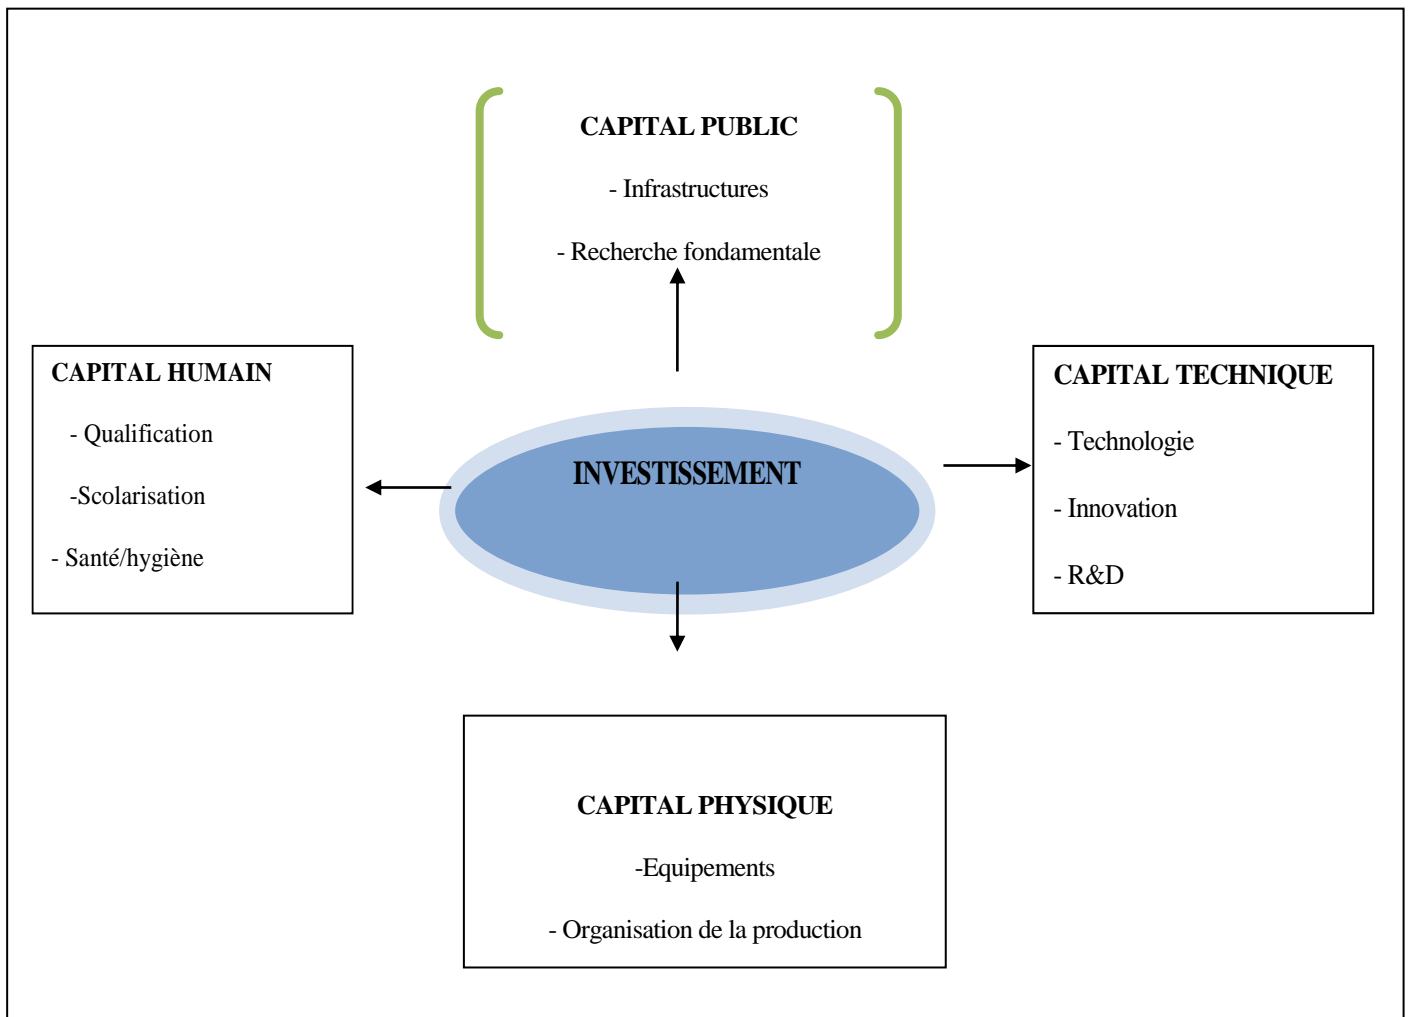 CAPITAL PUBLIC
- Infrastructures
- Recherche fondamentale
CAPITAL HUMAIN
- Qualification
-Scolarisation
- Santé/hygiène
INVESTISSEMENT
CAPITAL TECHNIQUE
- Technologie
- Innovation
- R&D
CAPITAL PHYSIQUE
-Equipements
- Organisation de la production